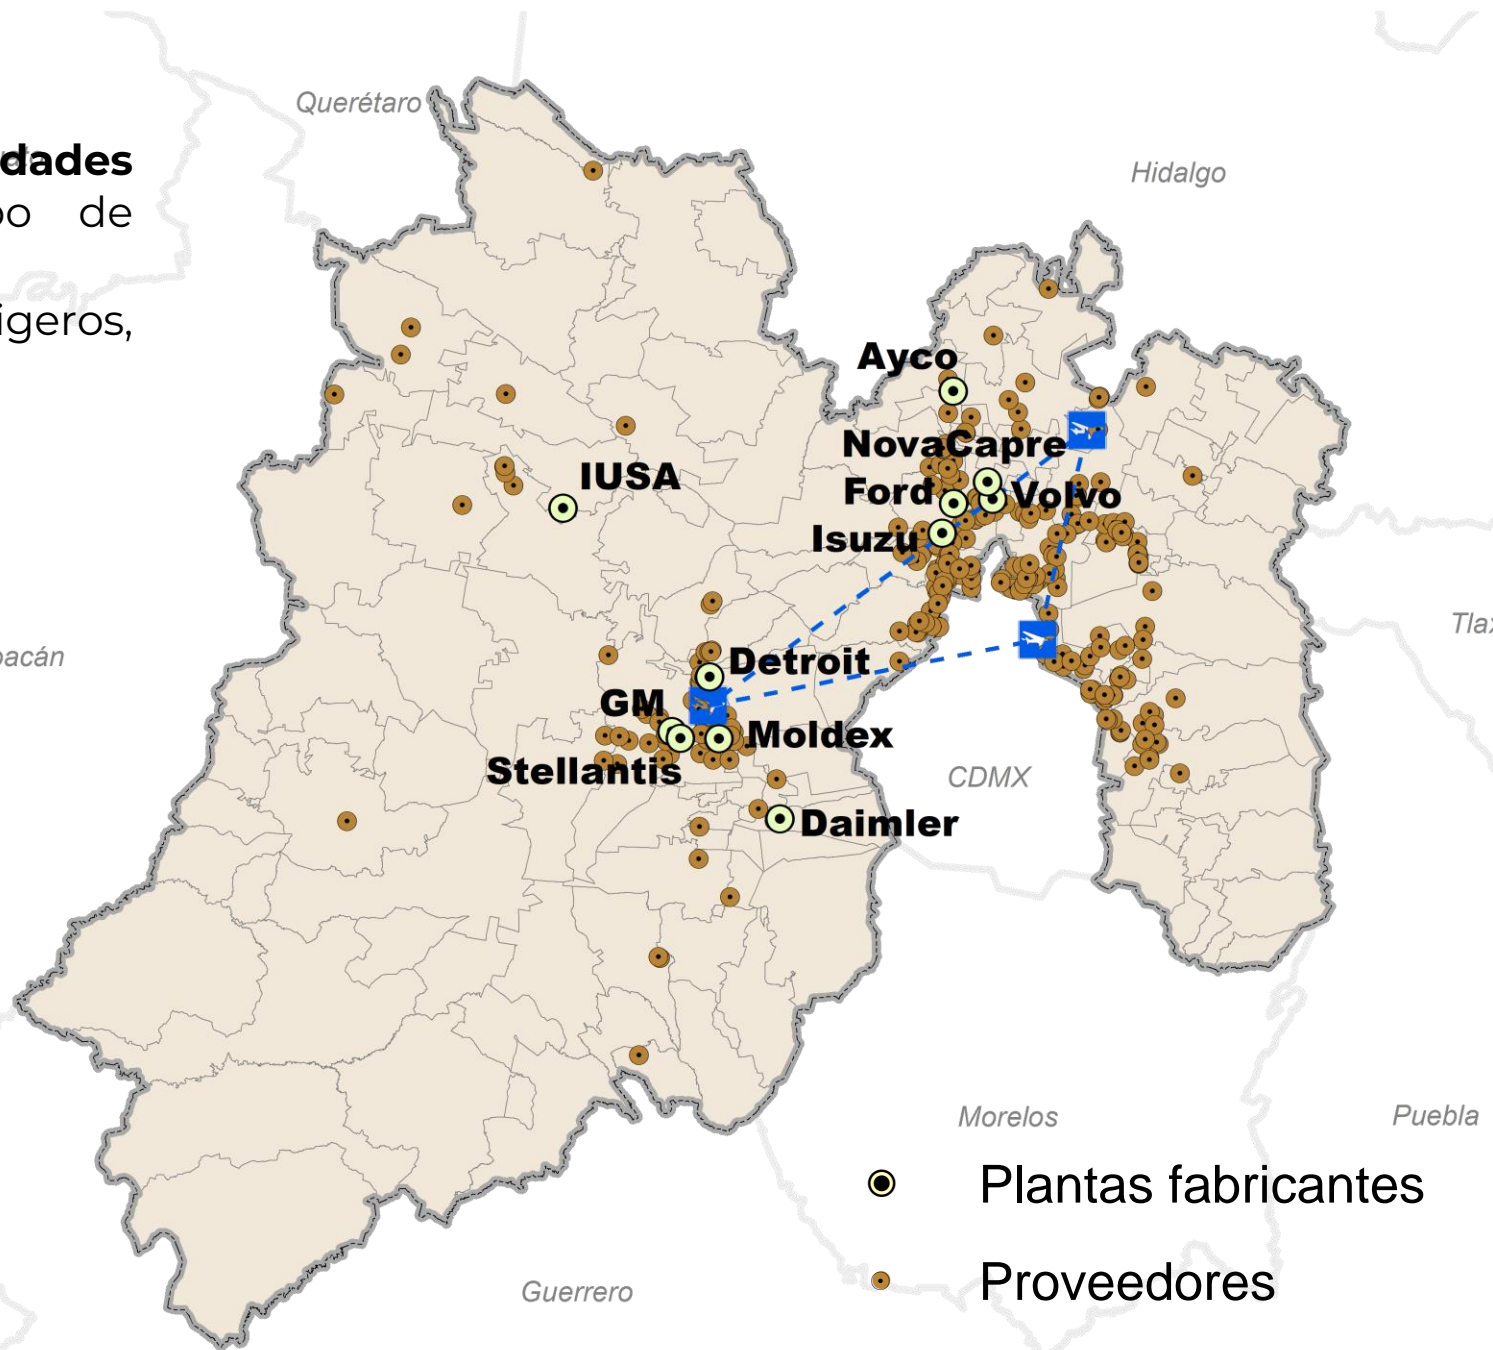 Querétaro
dades
Hidalgo
o de
igeros,
Ayco
NovaCapre
IUSA
Ford
Volvo
Isuzu
Tlax
acán
Detroit
GM
Moldex
Stellantis
CDMX
Daimler
Morelos
Puebla
Plantas fabricantes
Proveedores
Guerrero